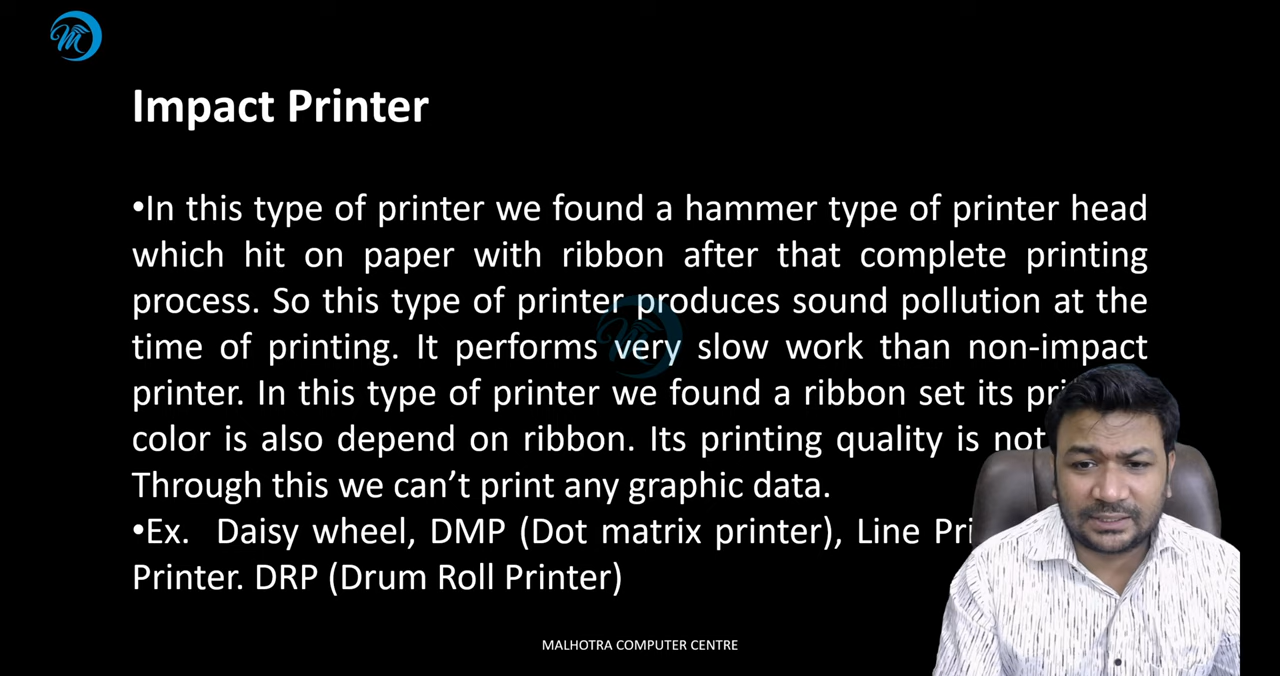 Impact Printer
•In this type of printer we found a hammer type of printer head
which hit on paper with ribbon after that complete printing
process. So this type of printer produces sound pollution at the
time of printing. It performs very slow work than non-impact
printer. In this type of printer we found a ribbon set its
color is also depend on ribbon. Its printing quality is not
Through this we can’t print any graphic data.
•Ex. Daisy wheel, DMP (Dot matrix printer), Line
Printer. DRP (Drum Roll Printer)
MALHOTRA COMPUTER CENTRE